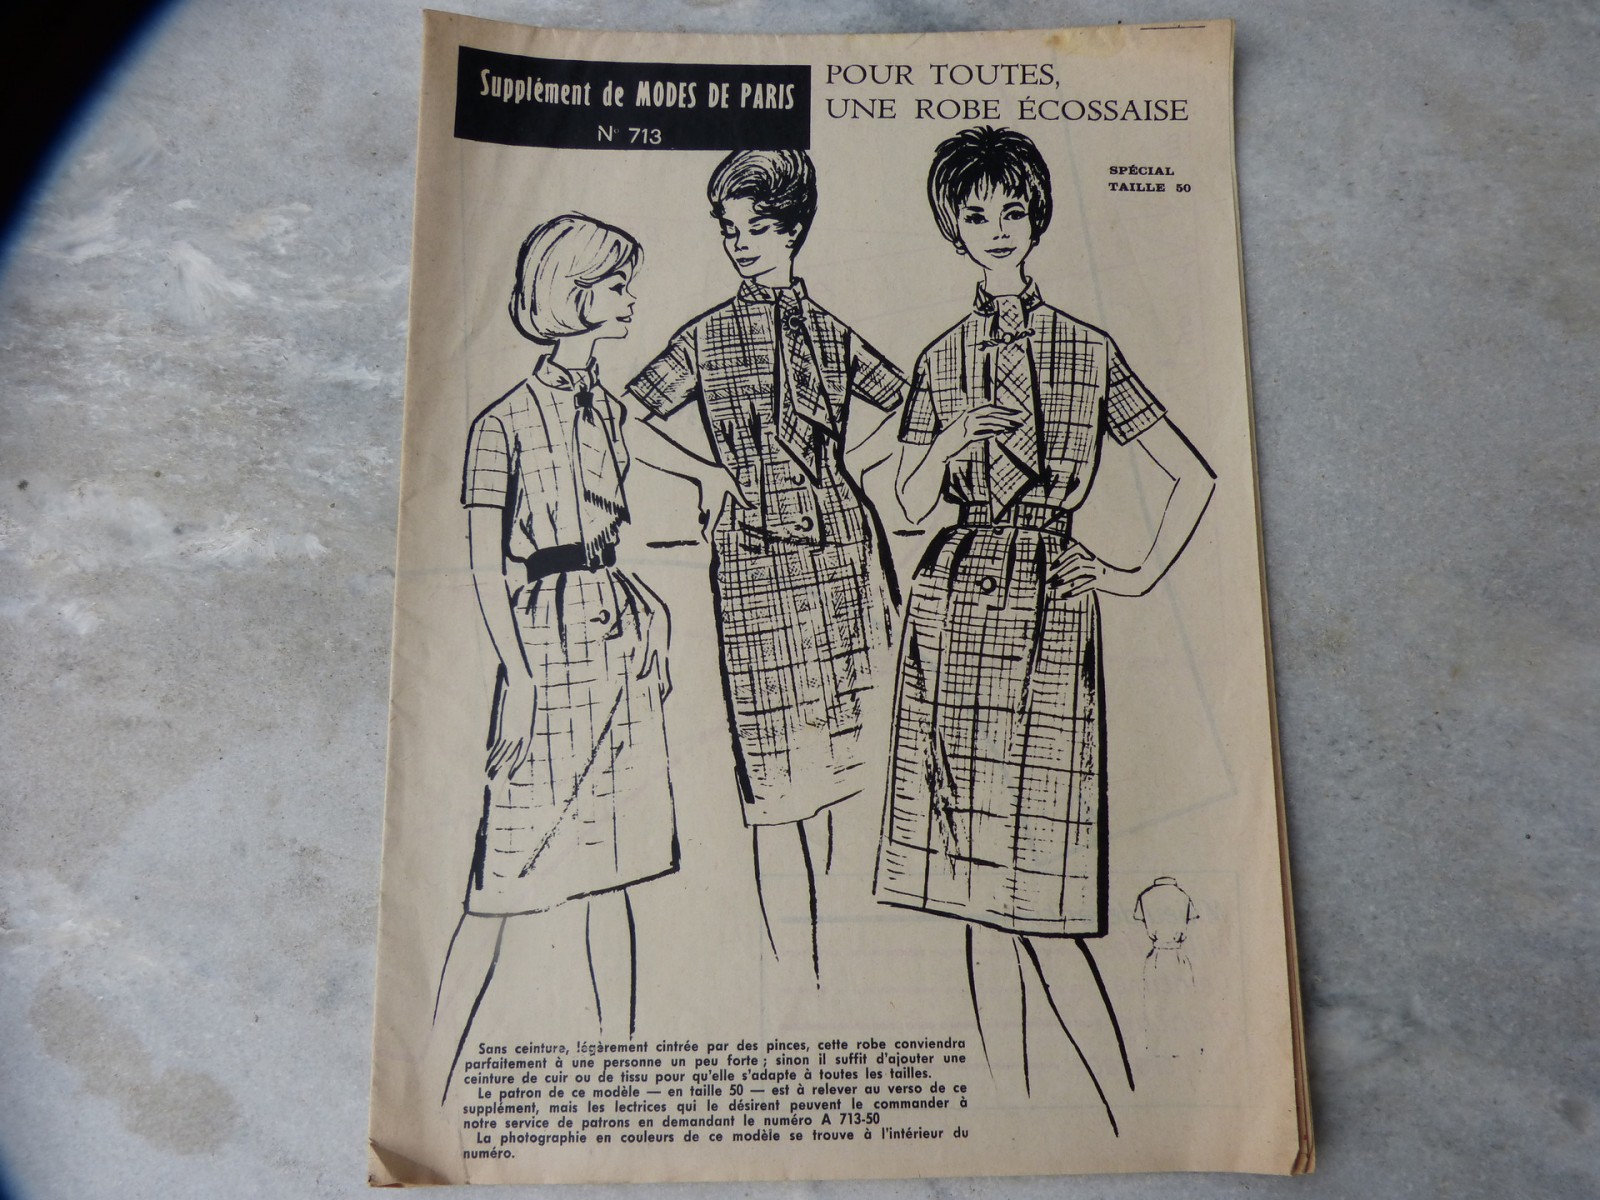 Supplément de MODES DE PARIS
N° 713
POUR TOUTES,
UNE ROBE ÉCOSSAISE
SPÉCIAL
TAILLE 50
Sans ceinture, légèrement cintrée par des pinces, cette robe conviendra
parfaitement à une personne un peu forte ; sinon il suffit d'ajouter une
ceinture de cuir ou de tissu pour qu'elle s'adapte à toutes les tailles.
Le patron de ce modèle — en taille 50 — est à relever au verso de ce
supplément, mais les lectrices qui le désirent peuvent le commander à
notre service de patrons en demandant le numéro A 713-50
La photographie en couleurs de ce modèle se trouve à l'intérieur du
numéro.